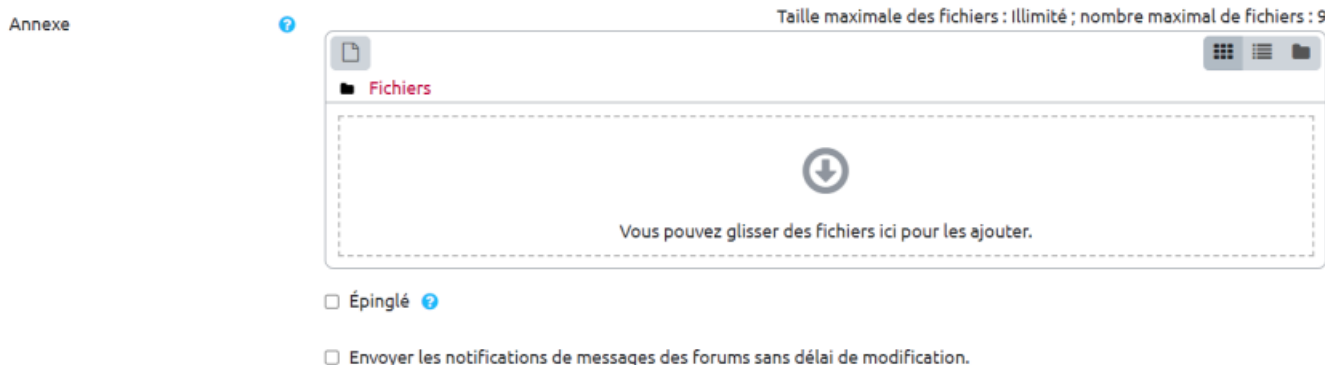 Taille maximale des fichiers : Illimité ; nombre maximal de fichiers : 9
Annexe
Fichiers
Vous pouvez glisser des fichiers ici pour les ajouter.
Épinglé
Envoyer les notifications de messages des forums sans délai de modification.